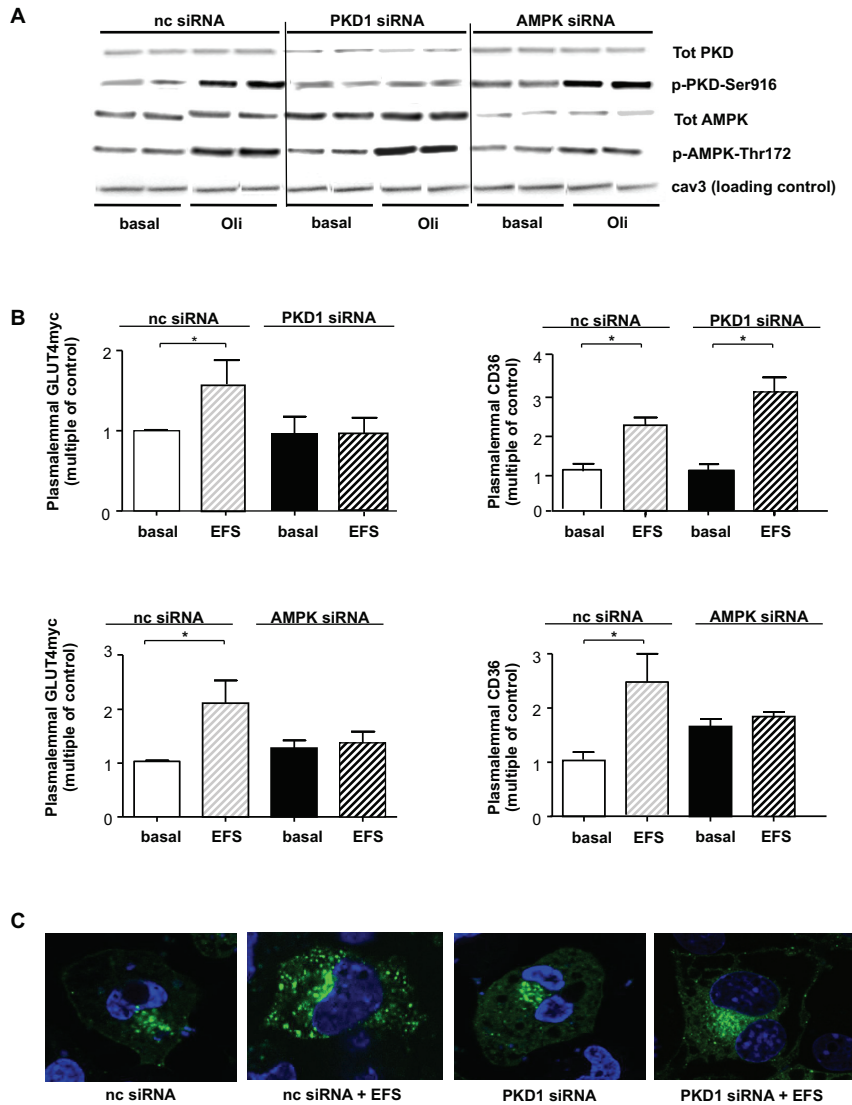 A
nc siRNA PKD1 siRNA AMPK siRNA
Tot PKD
p-PKD-Ser916
Tot AMPK
p-AMPK-Thr172
cav3 (loading control)
basal Oli basal Oli basal Oli
B
Plasmalemmal GLUT4myc
(multiple of control)
nc siRNA PKD1 siRNA
*
2
1
0
basal EFS basal EFS
Plasmalemmal CD36
(multiple of control)
nc siRNA PKD1 siRNA
* *
4
3
2
1
0
basal EFS basal EFS
Plasmalemmal GLUT4myc
(multiple of control)
nc siRNA AMPK siRNA
*
3
2
1
0
basal EFS basal EFS
Plasmalemmal CD36
(multiple of control)
nc siRNA AMPK siRNA
*
3
2
1
0
basal EFS basal EFS
C
nc siRNA nc siRNA + EFS PKD1 siRNA PKD1 siRNA + EFS